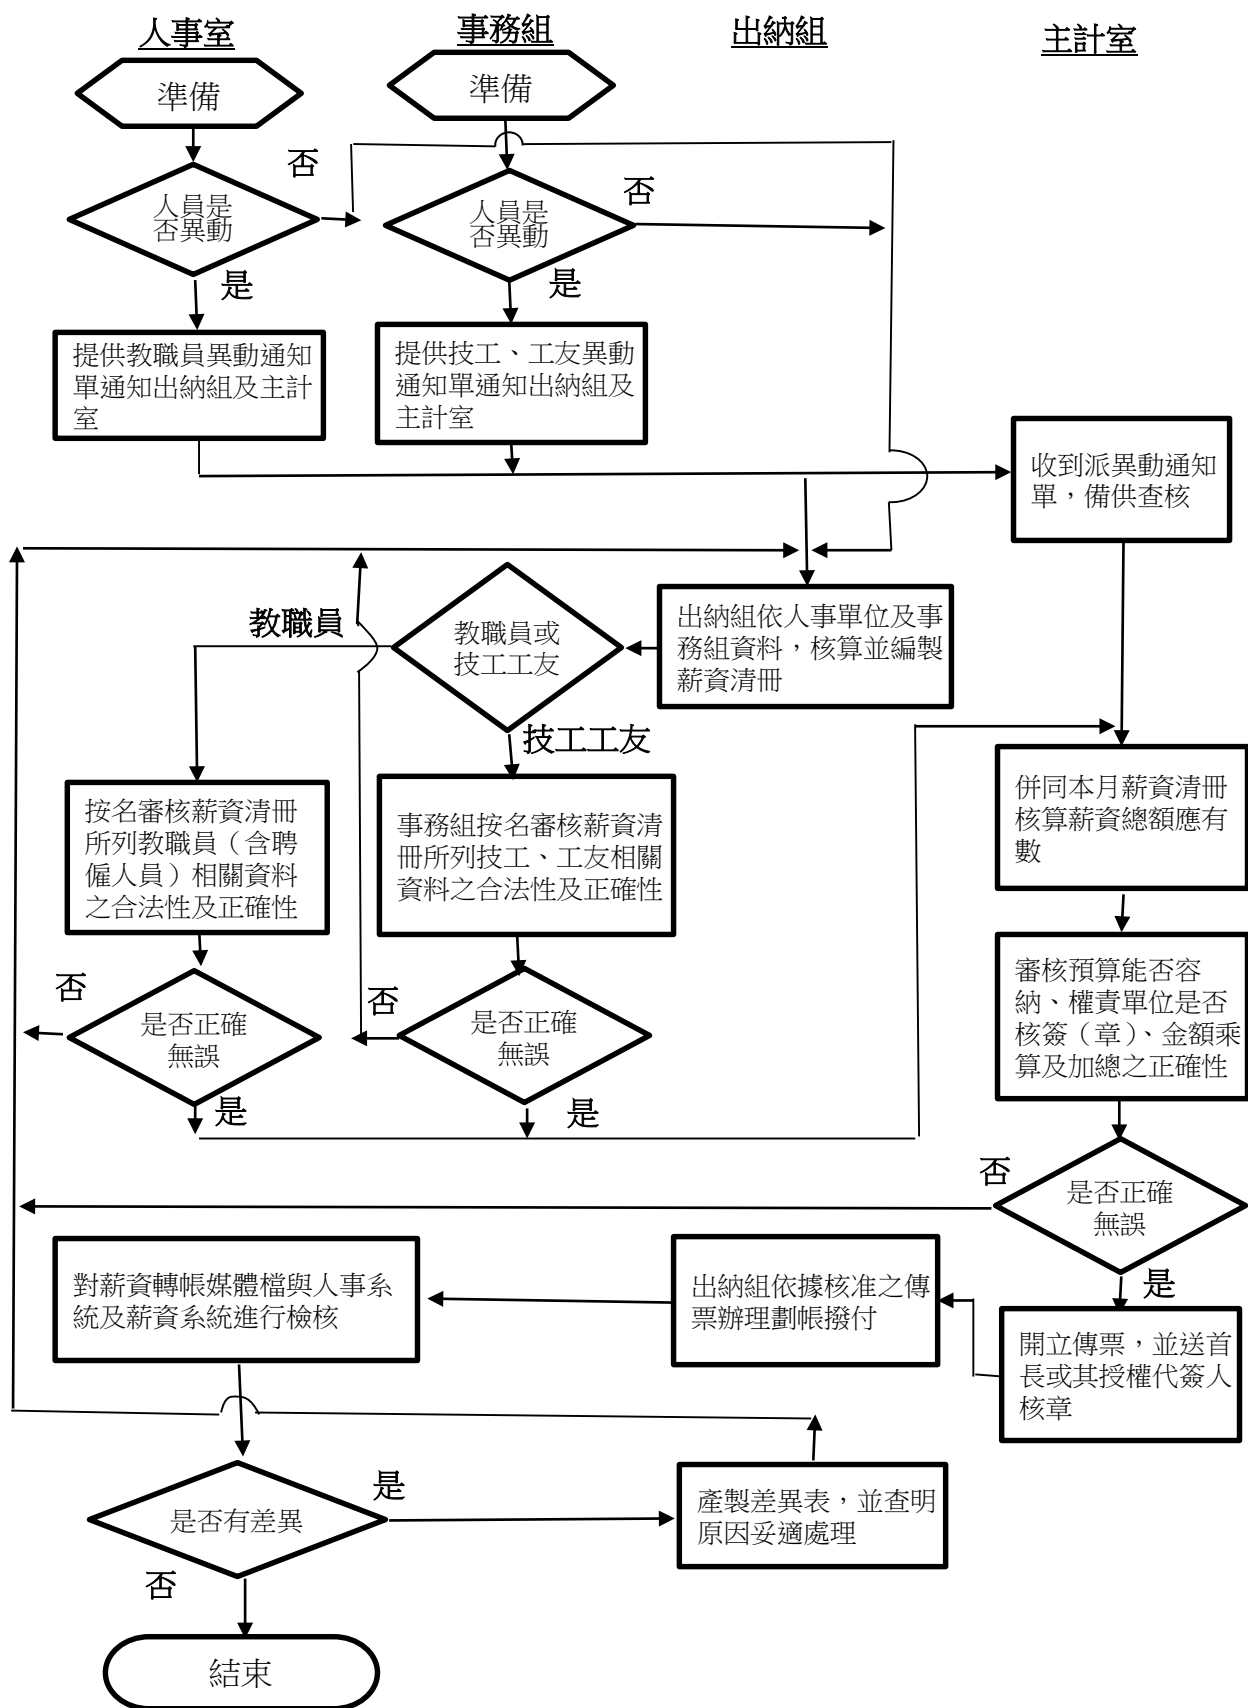 人事室
事務組
出納組
主計室
準備
準備
否
否
人員是
否異動
人員是
否異動
是
是
提供教職員異動通知
單通知出納組及主計
室
提供技工、工友異動
通知單通知出納組及
主計室
收到派異動通知
單，備供查核
教職員
教職員或
技工工友
出納組依人事單位及事
務組資料，核算並編製
薪資清冊
技工工友
按名審核薪資清冊
所列教職員（含聘
僱人員）相關資料
之合法性及正確性
事務組按名審核薪資清
冊所列技工、工友相關
資料之合法性及正確性
併同本月薪資清冊
核算薪資總額應有
數
審核預算能否容
納、權責單位是否
核簽（章）、金額乘
算及加總之正確性
否
否
是否正確
無誤
是否正確
無誤
是
是
否
是否正確
無誤
是
對薪資轉帳媒體檔與人事系
統及薪資系統進行檢核
出納組依據核准之傳
票辦理劃帳撥付
開立傳票，並送首
長或其授權代簽人
核章
是
是否有差異
產製差異表，並查明
原因妥適處理
否
結束